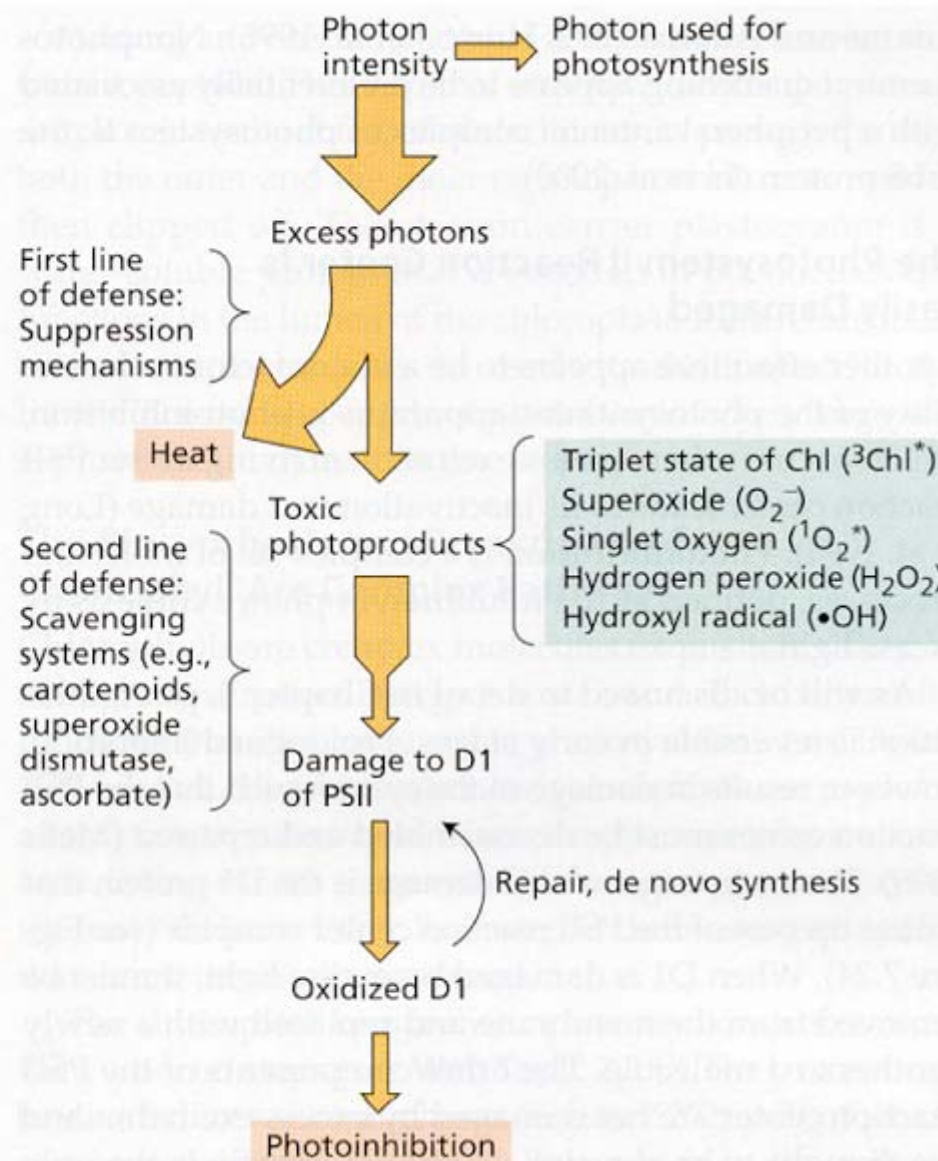 Photon
intensity
Photon used for
photosynthesis
Excess photons
First line
of defense:
Suppression
mechanisms
Heat
Toxic
photoproducts
Triplet state of Chl (³Chl*)
Superoxide (O₂⁻)
Singlet oxygen (¹O₂*)
Hydrogen peroxide (H₂O₂)
Hydroxyl radical (•OH)
Second line
of defense:
Scavenging
systems (e.g.,
carotenoids,
superoxide
dismutase,
ascorbate)
Damage to D1
of PSII
Repair, de novo synthesis
Oxidized D1
Photoinhibition